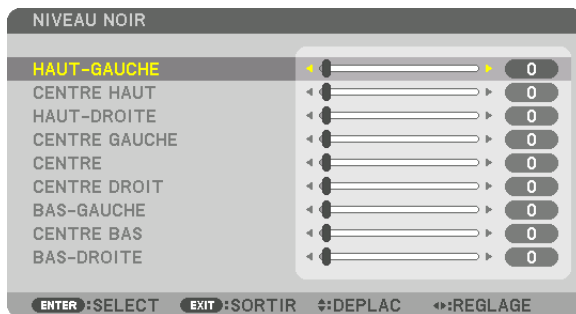 NIVEAU NOIR
HAUT-GAUCHE 0
CENTRE HAUT 0
HAUT-DROITE 0
CENTRE GAUCHE 0
CENTRE 0
CENTRE DROIT 0
BAS-GAUCHE 0
CENTRE BAS 0
BAS-DROITE 0
ENTER:SELECT EXIT:SORTIR :DEPLAC :REGLAGE